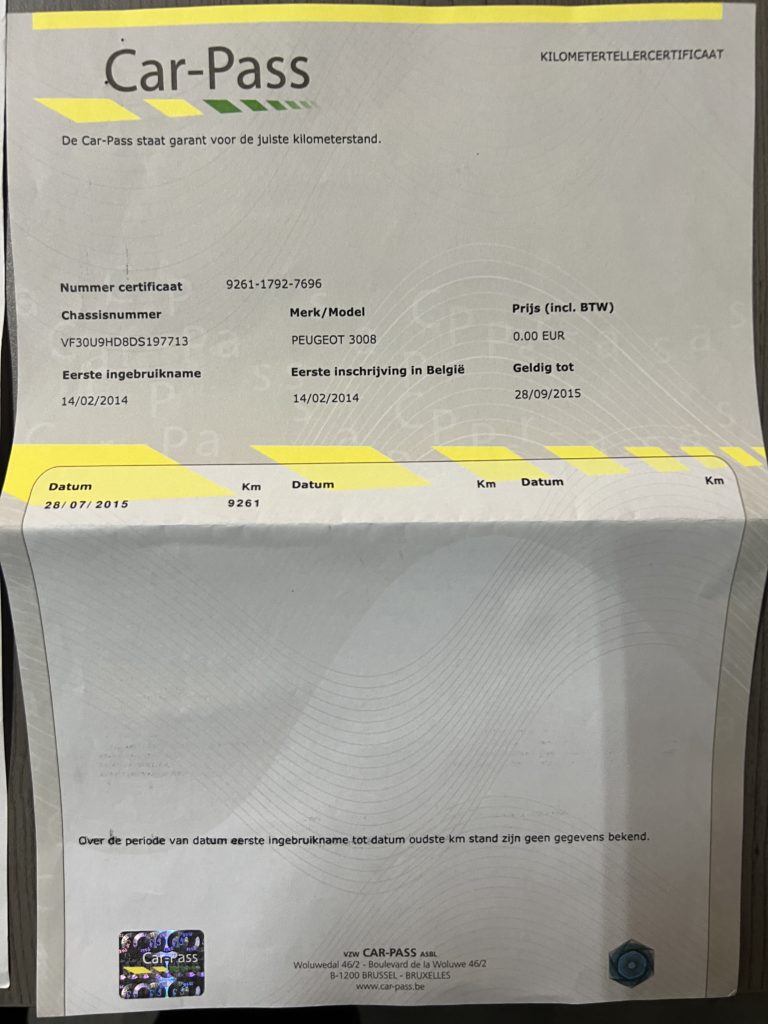 Car-Pass
KILOMETERTELLERCERTIFICAAT
De Car-Pass staat garant voor de juiste kilometerstand.
Nummer certificaat 9261-1792-7696
Chassisnummer Merk/Model Prijs (incl. BTW)
VF30U9HD8DS197713 PEUGEOT 3008 0.00 EUR
Eerste ingebruikname Eerste inschrijving in België Geldig tot
14/02/2014 14/02/2014 28/09/2015
Datum Km Datum Km Datum Km
28/07/2015 9261
Over de periode van datum eerste ingebruikname tot datum oudste km stand zijn geen gegevens bekend.
Car-Pass
VZW CAR-PASS ASBL
Woluwedal 46/2 - Boulevard de la Woluwe 46/2
B-1200 BRUSSEL - BRUXELLES
www.car-pass.be